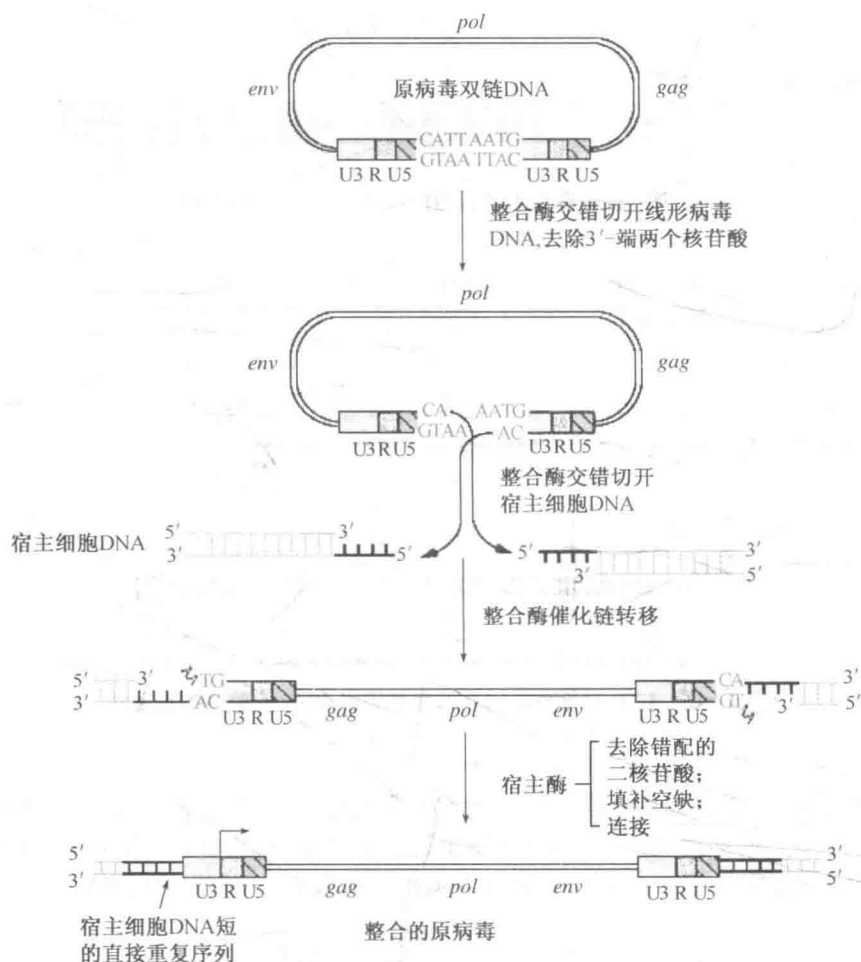 pol
env
原病毒双链DNA
gag
CATTAATG
GTAATTAC
U3 R U5
U3 R U5
整合酶交错切开线形病毒
DNA,去除3′-端两个核苷酸
pol
env
gag
CA
AATG
GTAA
AC
U3RU5
U3RU5
整合酶交错切开
宿主细胞DNA
宿主细胞DNA
5′
3′
3′
5′
5′
3′
3′
5′
整合酶催化链转移
5′
3′
3′
TG
AC
U3 R U5
gag
pol
env
U3 R U5
CA
GT
3′
3′
5′
宿主酶
去除错配的
二核苷酸;
填补空缺;
连接
5′
3′
U3 R U5
gag
pol
env
U3 R U5
3′
5′
宿主细胞DNA短
的直接重复序列
整合的原病毒